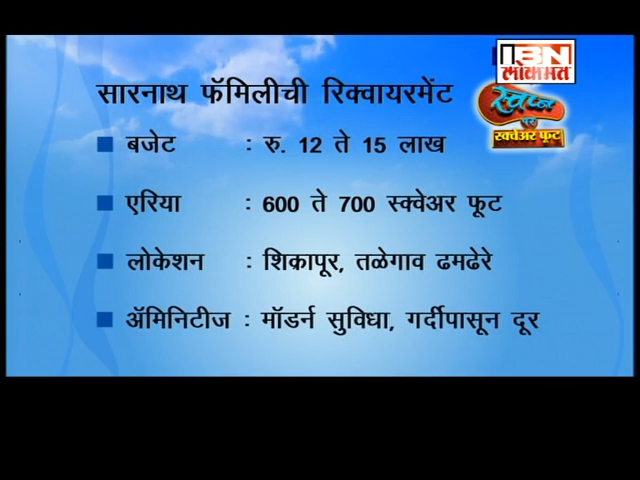 IBN
लोकमत
स्वप्न
पर
स्क्वेअर फूट
सारनाथ फॅमिलीची रिक्वायरमेंट
बजेट : रु. 12 ते 15 लाख
एरिया : 600 ते 700 स्क्वेअर फूट
लोकेशन : शिक्रापूर, तळेगाव ढमढेरे
ॲमिनिटीज : मॉडर्न सुविधा, गर्दीपासून दूर